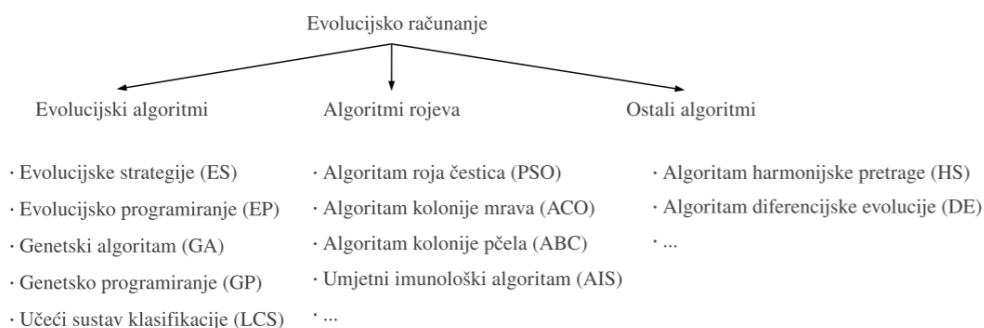 Evolucijsko računanje
Evolucijski algoritmi
Algoritmi rojeva
Ostali algoritmi
· Evolucijske strategije (ES)
· Evolucijsko programiranje (EP)
· Genetski algoritam (GA)
· Genetsko programiranje (GP)
· Učeći sustav klasifikacije (LCS)
· Algoritam roja čestica (PSO)
· Algoritam kolonije mrava (ACO)
· Algoritam kolonije pčela (ABC)
· Umjetni imunološki algoritam (AIS)
· ...
· Algoritam harmonijske pretrage (HS)
· Algoritam diferencijske evolucije (DE)
· ...